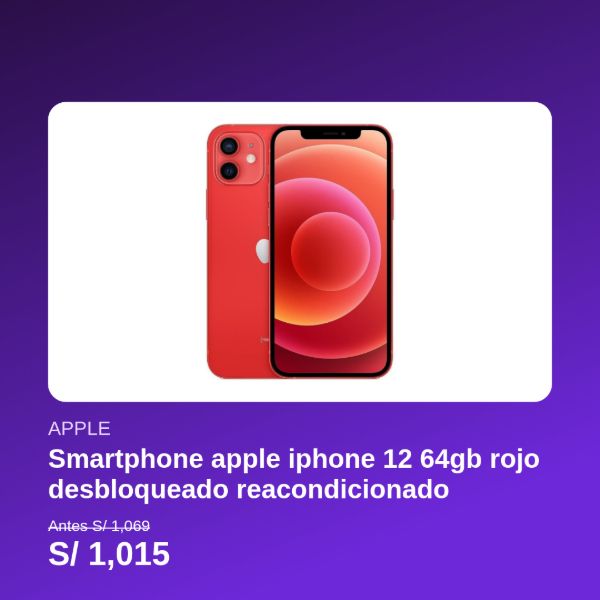 APPLE
Smartphone apple iphone 12 64gb rojo
desbloqueado reacondicionado
Antes S/ 1,069
S/ 1,015